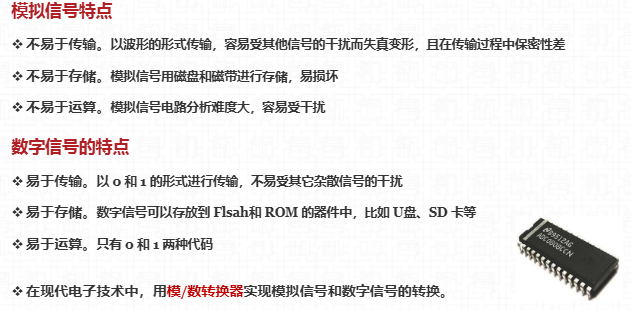 模拟信号特点
❖ 不易于传输。以波形的形式传输，容易受其他信号的干扰而失真变形，且在传输过程中保密性差
❖ 不易于存储。模拟信号用磁盘和磁带进行存储，易损坏
❖ 不易于运算。模拟信号电路分析难度大，容易受干扰
数字信号的特点
❖ 易于传输。以 0 和 1 的形式进行传输，不易受其它杂散信号的干扰
❖ 易于存储。数字信号可以存放到 Flsah和 ROM 的器件中，比如 U盘、SD 卡等
❖ 易于运算。只有 0 和 1 两种代码
ADC0808CCN
❖ 在现代电子技术中，用模/数转换器实现模拟信号和数字信号的转换。